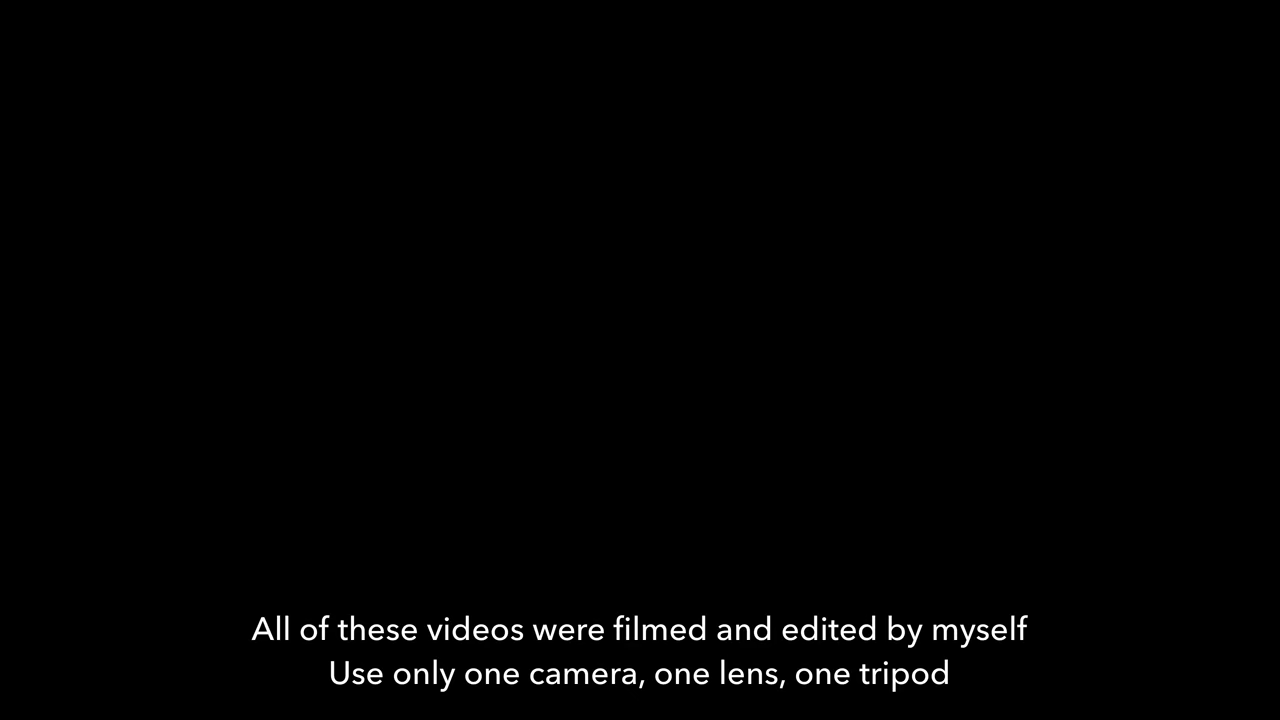 All of these videos were filmed and edited by myself
Use only one camera, one lens, one tripod